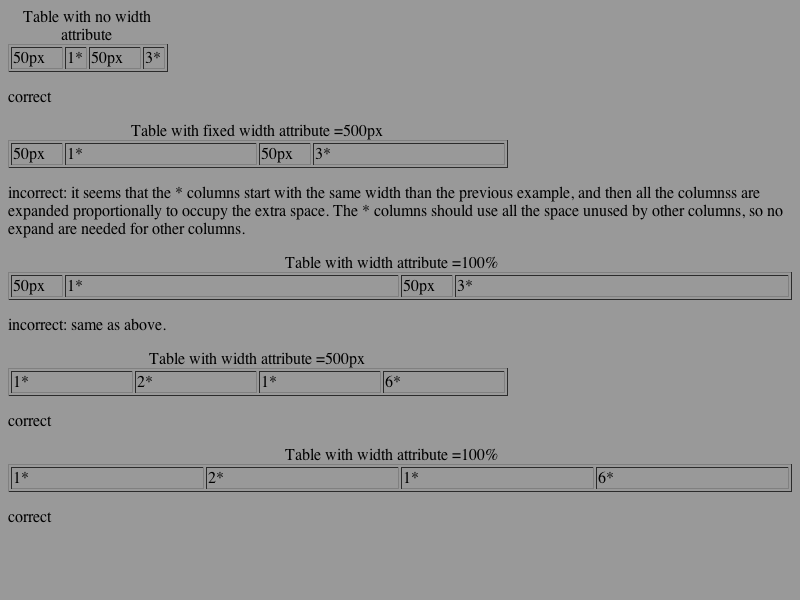 Table with no width
attribute
50px 1* 50px 3*
correct
Table with fixed width attribute =500px
50px 1* 50px 3*
incorrect: it seems that the * columns start with the same width than the previous example, and then all the columnss are
expanded proportionally to occupy the extra space. The * columns should use all the space unused by other columns, so no
expand are needed for other columns.
Table with width attribute =100%
50px 1* 50px 3*
incorrect: same as above.
Table with width attribute =500px
1* 2* 1* 6*
correct
Table with width attribute =100%
1* 2* 1* 6*
correct